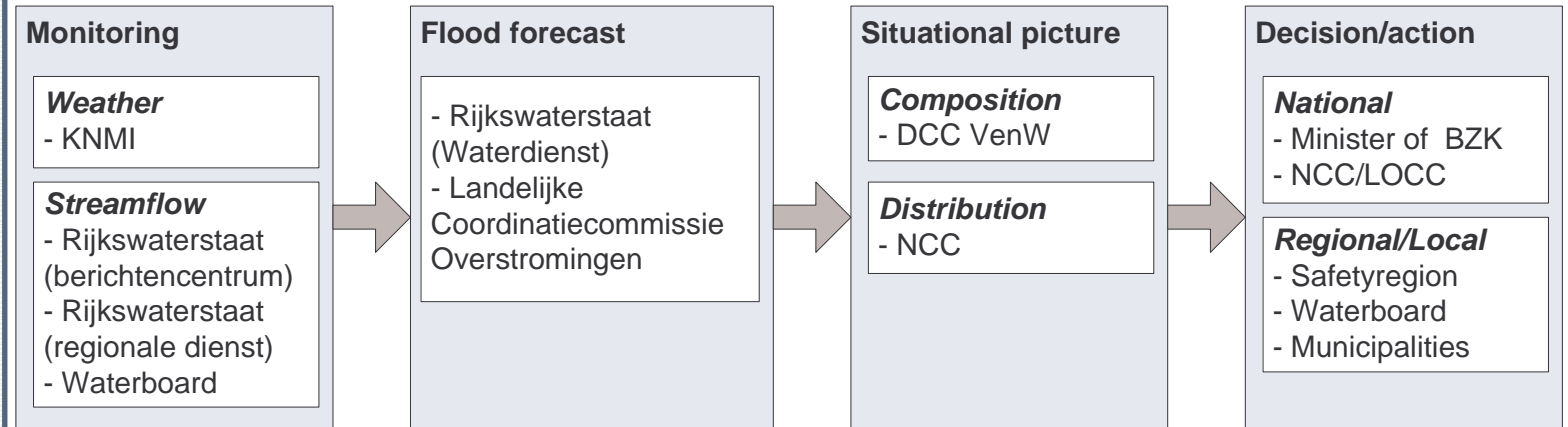 Monitoring
Weather
- KNMI
Streamflow
- Rijkswaterstaat
(berichtencentrum)
- Rijkswaterstaat
(regionale dienst)
- Waterboard
Flood forecast
- Rijkswaterstaat
(Waterdienst)
- Landelijke
Coordinatiecommissie
Overstromingen
Situational picture
Composition
- DCC VenW
Distribution
- NCC
Decision/action
National
- Minister of BZK
- NCC/LOCC
Regional/Local
- Safetyregion
- Waterboard
- Municipalities